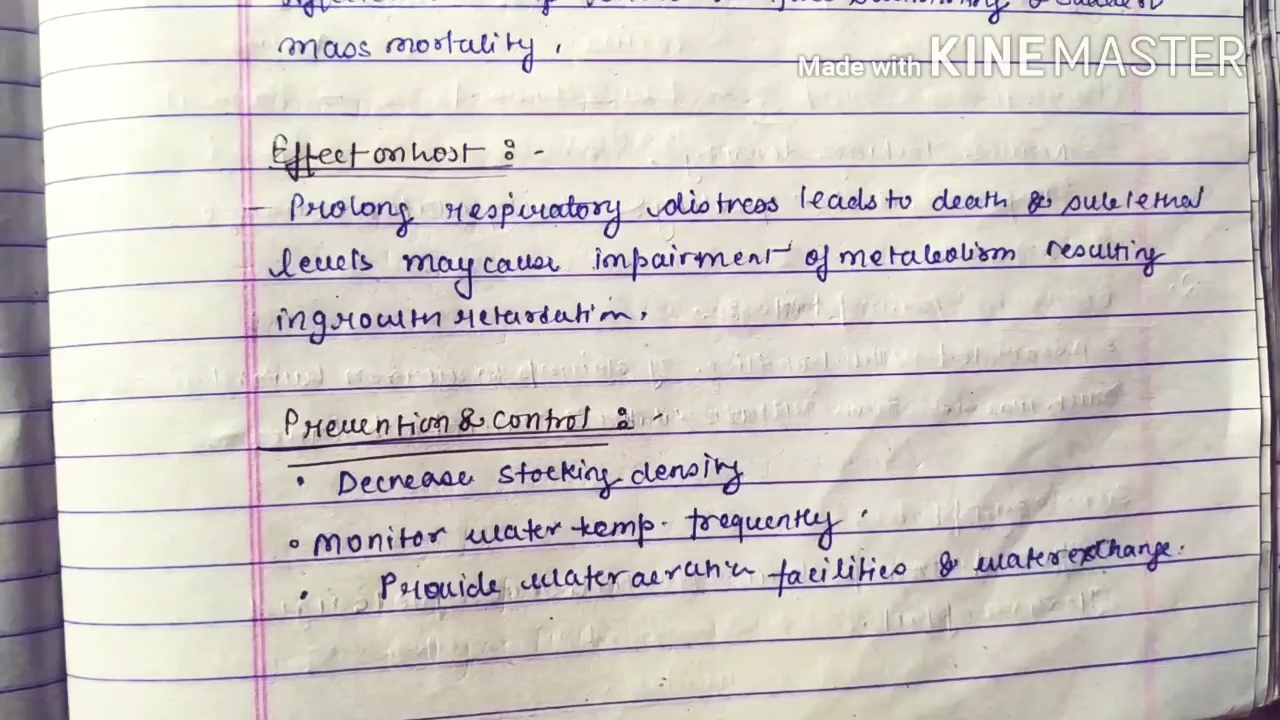 mass mortality.
Made with KINEMASTER
Effect on host :-
- Prolong respiratory distress leads to death & sublethal
levels may cause impairment of metabolism resulting
in growth retardation.
Prevention & control :-
• Decrease stocking density
• Monitor water temp. frequently.
• Provide water aeration facilities & water exchange.